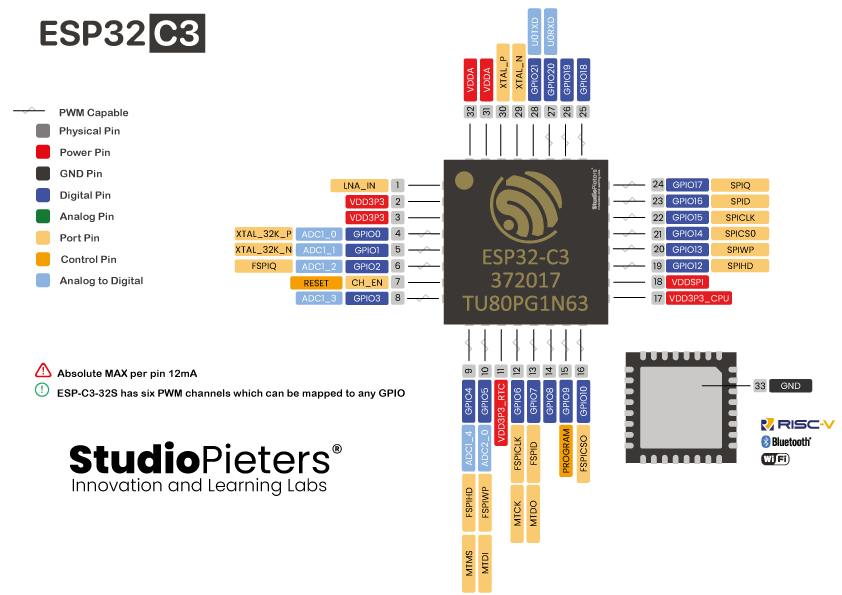 ESP32 C3
U0TXD U0RXD
VDDA VDDA XTAL_P XTAL_N GPIO21 GPIO20 GPIO19 GPIO18
32 31 30 29 28 27 26 25
PWM Capable
Physical Pin
Power Pin
GND Pin
Digital Pin
Analog Pin
Port Pin
Control Pin
Analog to Digital
LNA_IN 1
VDD3P3 2
VDD3P3 3
XTAL_32K_P ADC1_0 GPIO0 4
XTAL_32K_N ADC1_1 GPIO1 5
FSPIQ ADC1_2 GPIO2 6
RESET CH_EN 7
ADC1_3 GPIO3 8
StudioPieters
ESP32-C3
372017
TU80PG1N63
24 GPIO17 SPIQ
23 GPIO16 SPID
22 GPIO15 SPICLK
21 GPIO14 SPICS0
20 GPIO13 SPIWP
19 GPIO12 SPIHD
18 VDDSPI
17 VDD3P3_CPU
9 10 11 12 13 14 15 16
GPIO4 GPIO5 VDD3P3_RTC GPIO6 GPIO7 GPIO8 GPIO9 GPIO10
ADC1_4 ADC2_0 FSPICLK FSPID PROGRAM FSPICSO
FSPIHD FSPIWP MTCK MTDO
MTMS MTDI
33 GND
Absolute MAX per pin 12mA
ESP-C3-32S has six PWM channels which can be mapped to any GPIO
StudioPieters®
Innovation and Learning Labs
RISC-V
Bluetooth®
WiFi